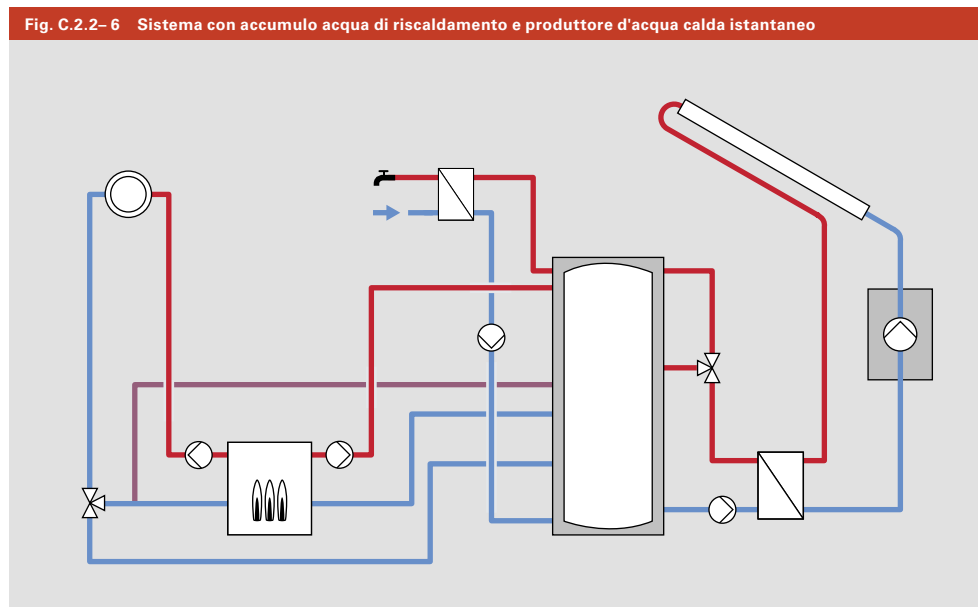 Fig. C.2.2– 6 Sistema con accumulo acqua di riscaldamento e produttore d'acqua calda istantaneo